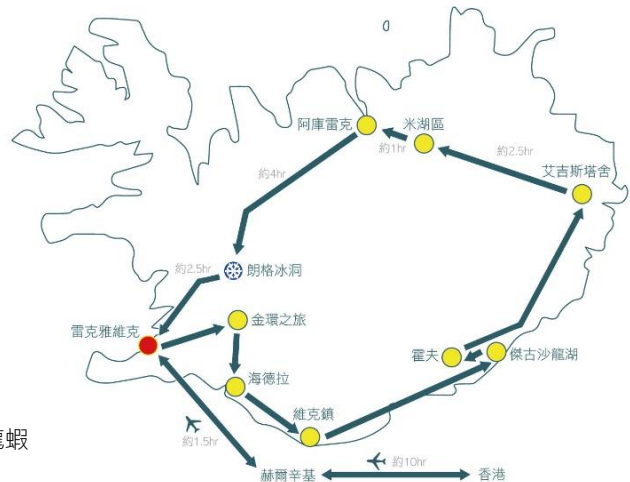 阿庫雷克
米湖區
約1hr
約2.5hr
艾吉斯塔舍
約4hr
約2.5hr
朗格冰洞
雷克雅維克
金環之旅
霍夫
傑古沙龍湖
海德拉
維克鎮
龍蝦
約1.5hr
赫爾辛基
約10hr
香港